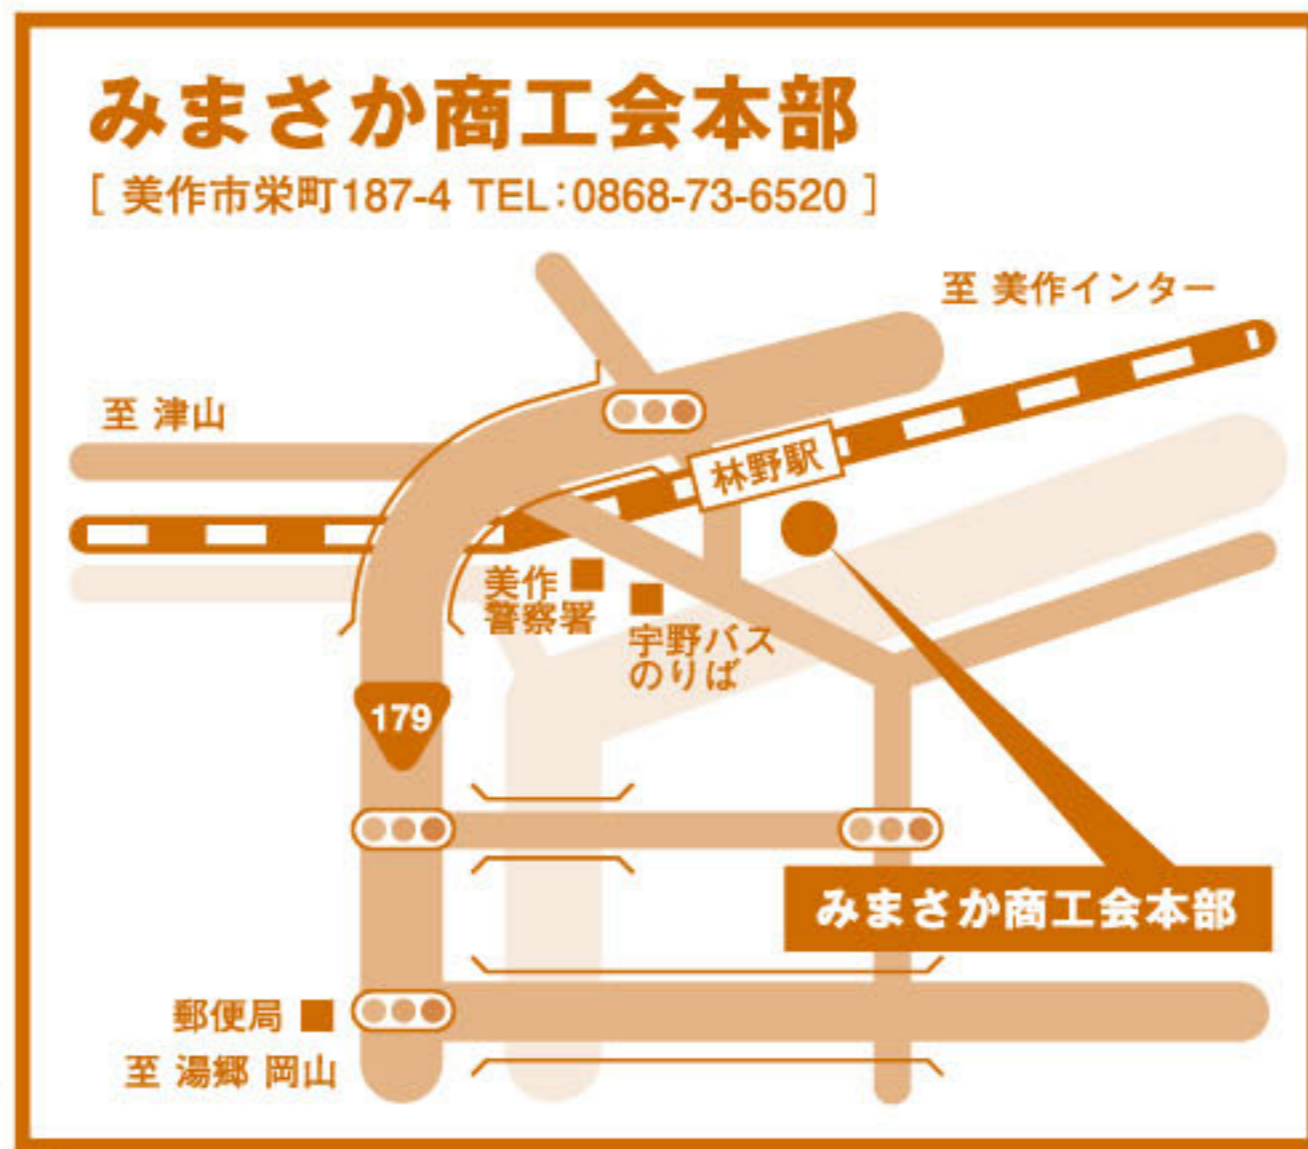 みまさか商工会本部
[ 美作市栄町187-4 TEL:0868-73-6520 ]
至 美作インター
至 津山
林野駅
美作
警察署
宇野バス
のりば
179
みまさか商工会本部
郵便局
至 湯郷 岡山